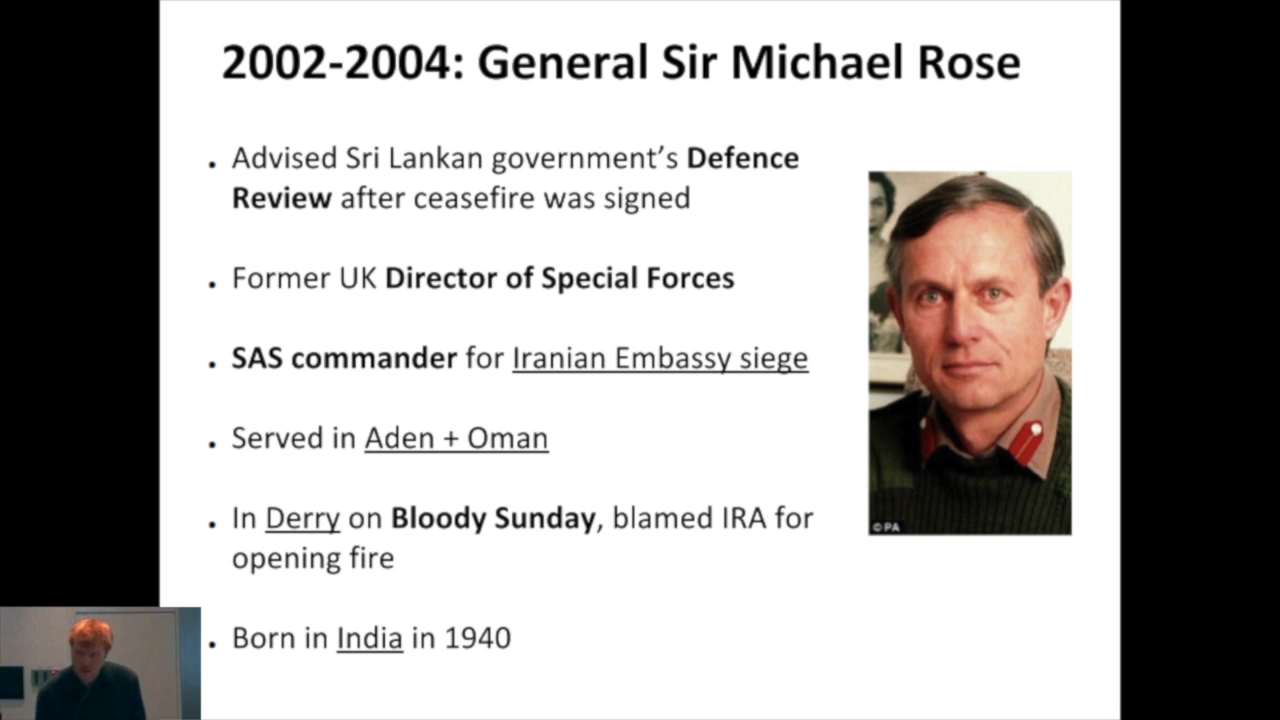 2002-2004: General Sir Michael Rose
• Advised Sri Lankan government's Defence
Review after ceasefire was signed
• Former UK Director of Special Forces
• SAS commander for Iranian Embassy siege
• Served in Aden + Oman
• In Derry on Bloody Sunday, blamed IRA for
opening fire
• Born in India in 1940
© PA